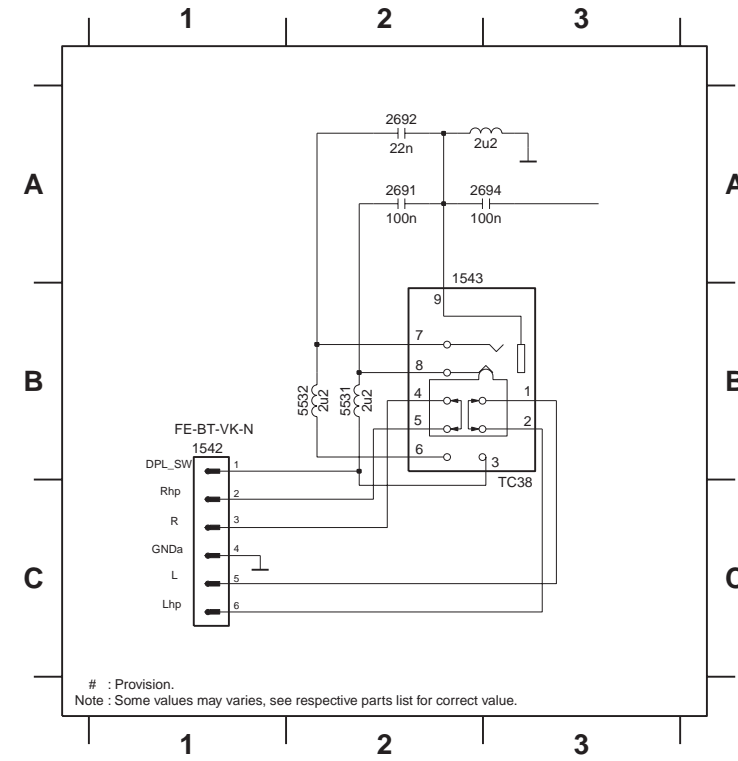 1 2 3
A A
2692
22n 2u2
2691 2694
100n 100n
1543
9
7
8
B B
5532 2u2 5531 2u2
4 1
5 2
6 3
TC38
FE-BT-VK-N
1542
DPL_SW 1
Rhp 2
R 3
GNDa 4
L 5
Lhp 6
C C
# : Provision.
Note : Some values may varies, see respective parts list for correct value.
1 2 3